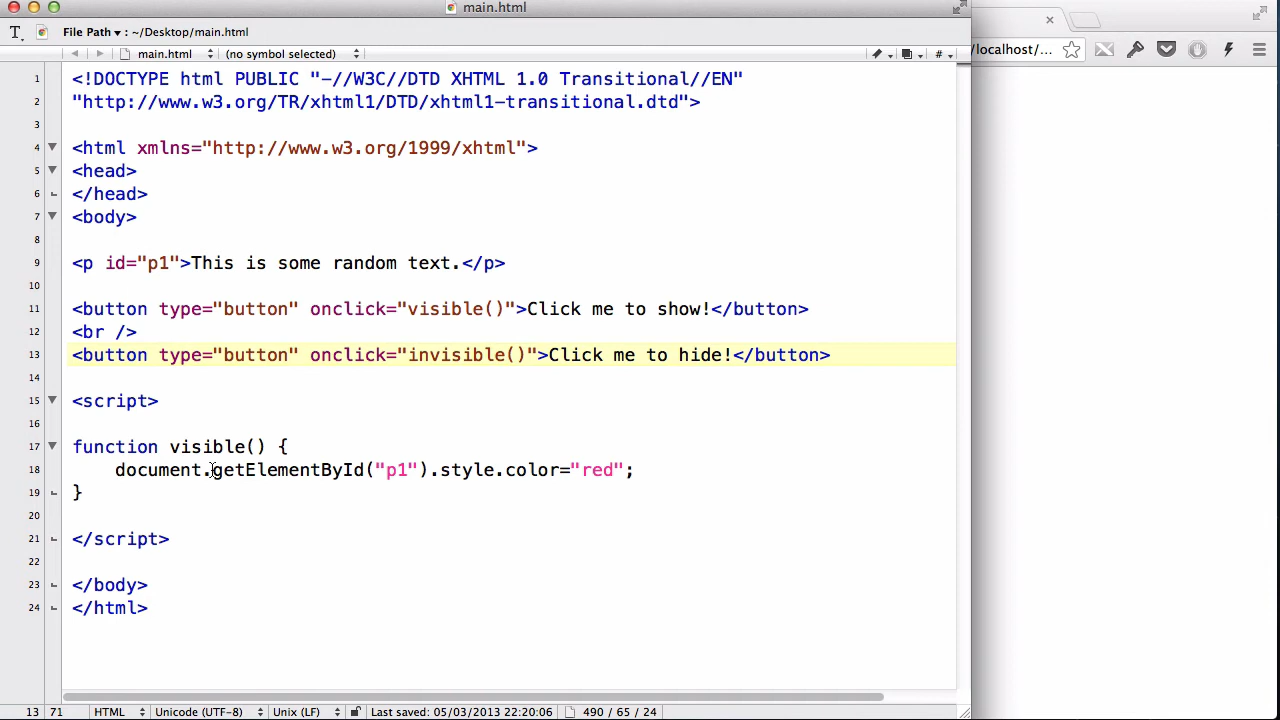 main.html
File Path ▾ : ~/Desktop/main.html
main.html (no symbol selected) #
/localhost/...
1 <!DOCTYPE html PUBLIC "-//W3C//DTD XHTML 1.0 Transitional//EN"
2 "http://www.w3.org/TR/xhtml1/DTD/xhtml1-transitional.dtd">
3
4 <html xmlns="http://www.w3.org/1999/xhtml">
5 <head>
6 </head>
7 <body>
8
9 <p id="p1">This is some random text.</p>
10
11 <button type="button" onclick="visible()">Click me to show!</button>
12 <br />
13 <button type="button" onclick="invisible()">Click me to hide!</button>
14
15 <script>
16
17 function visible() {
18 document.getElementById("p1").style.color="red";
19 }
20
21 </script>
22
23 </body>
24 </html>
13 71 HTML Unicode (UTF-8) Unix (LF) Last saved: 05/03/2013 22:20:06 490 / 65 / 24